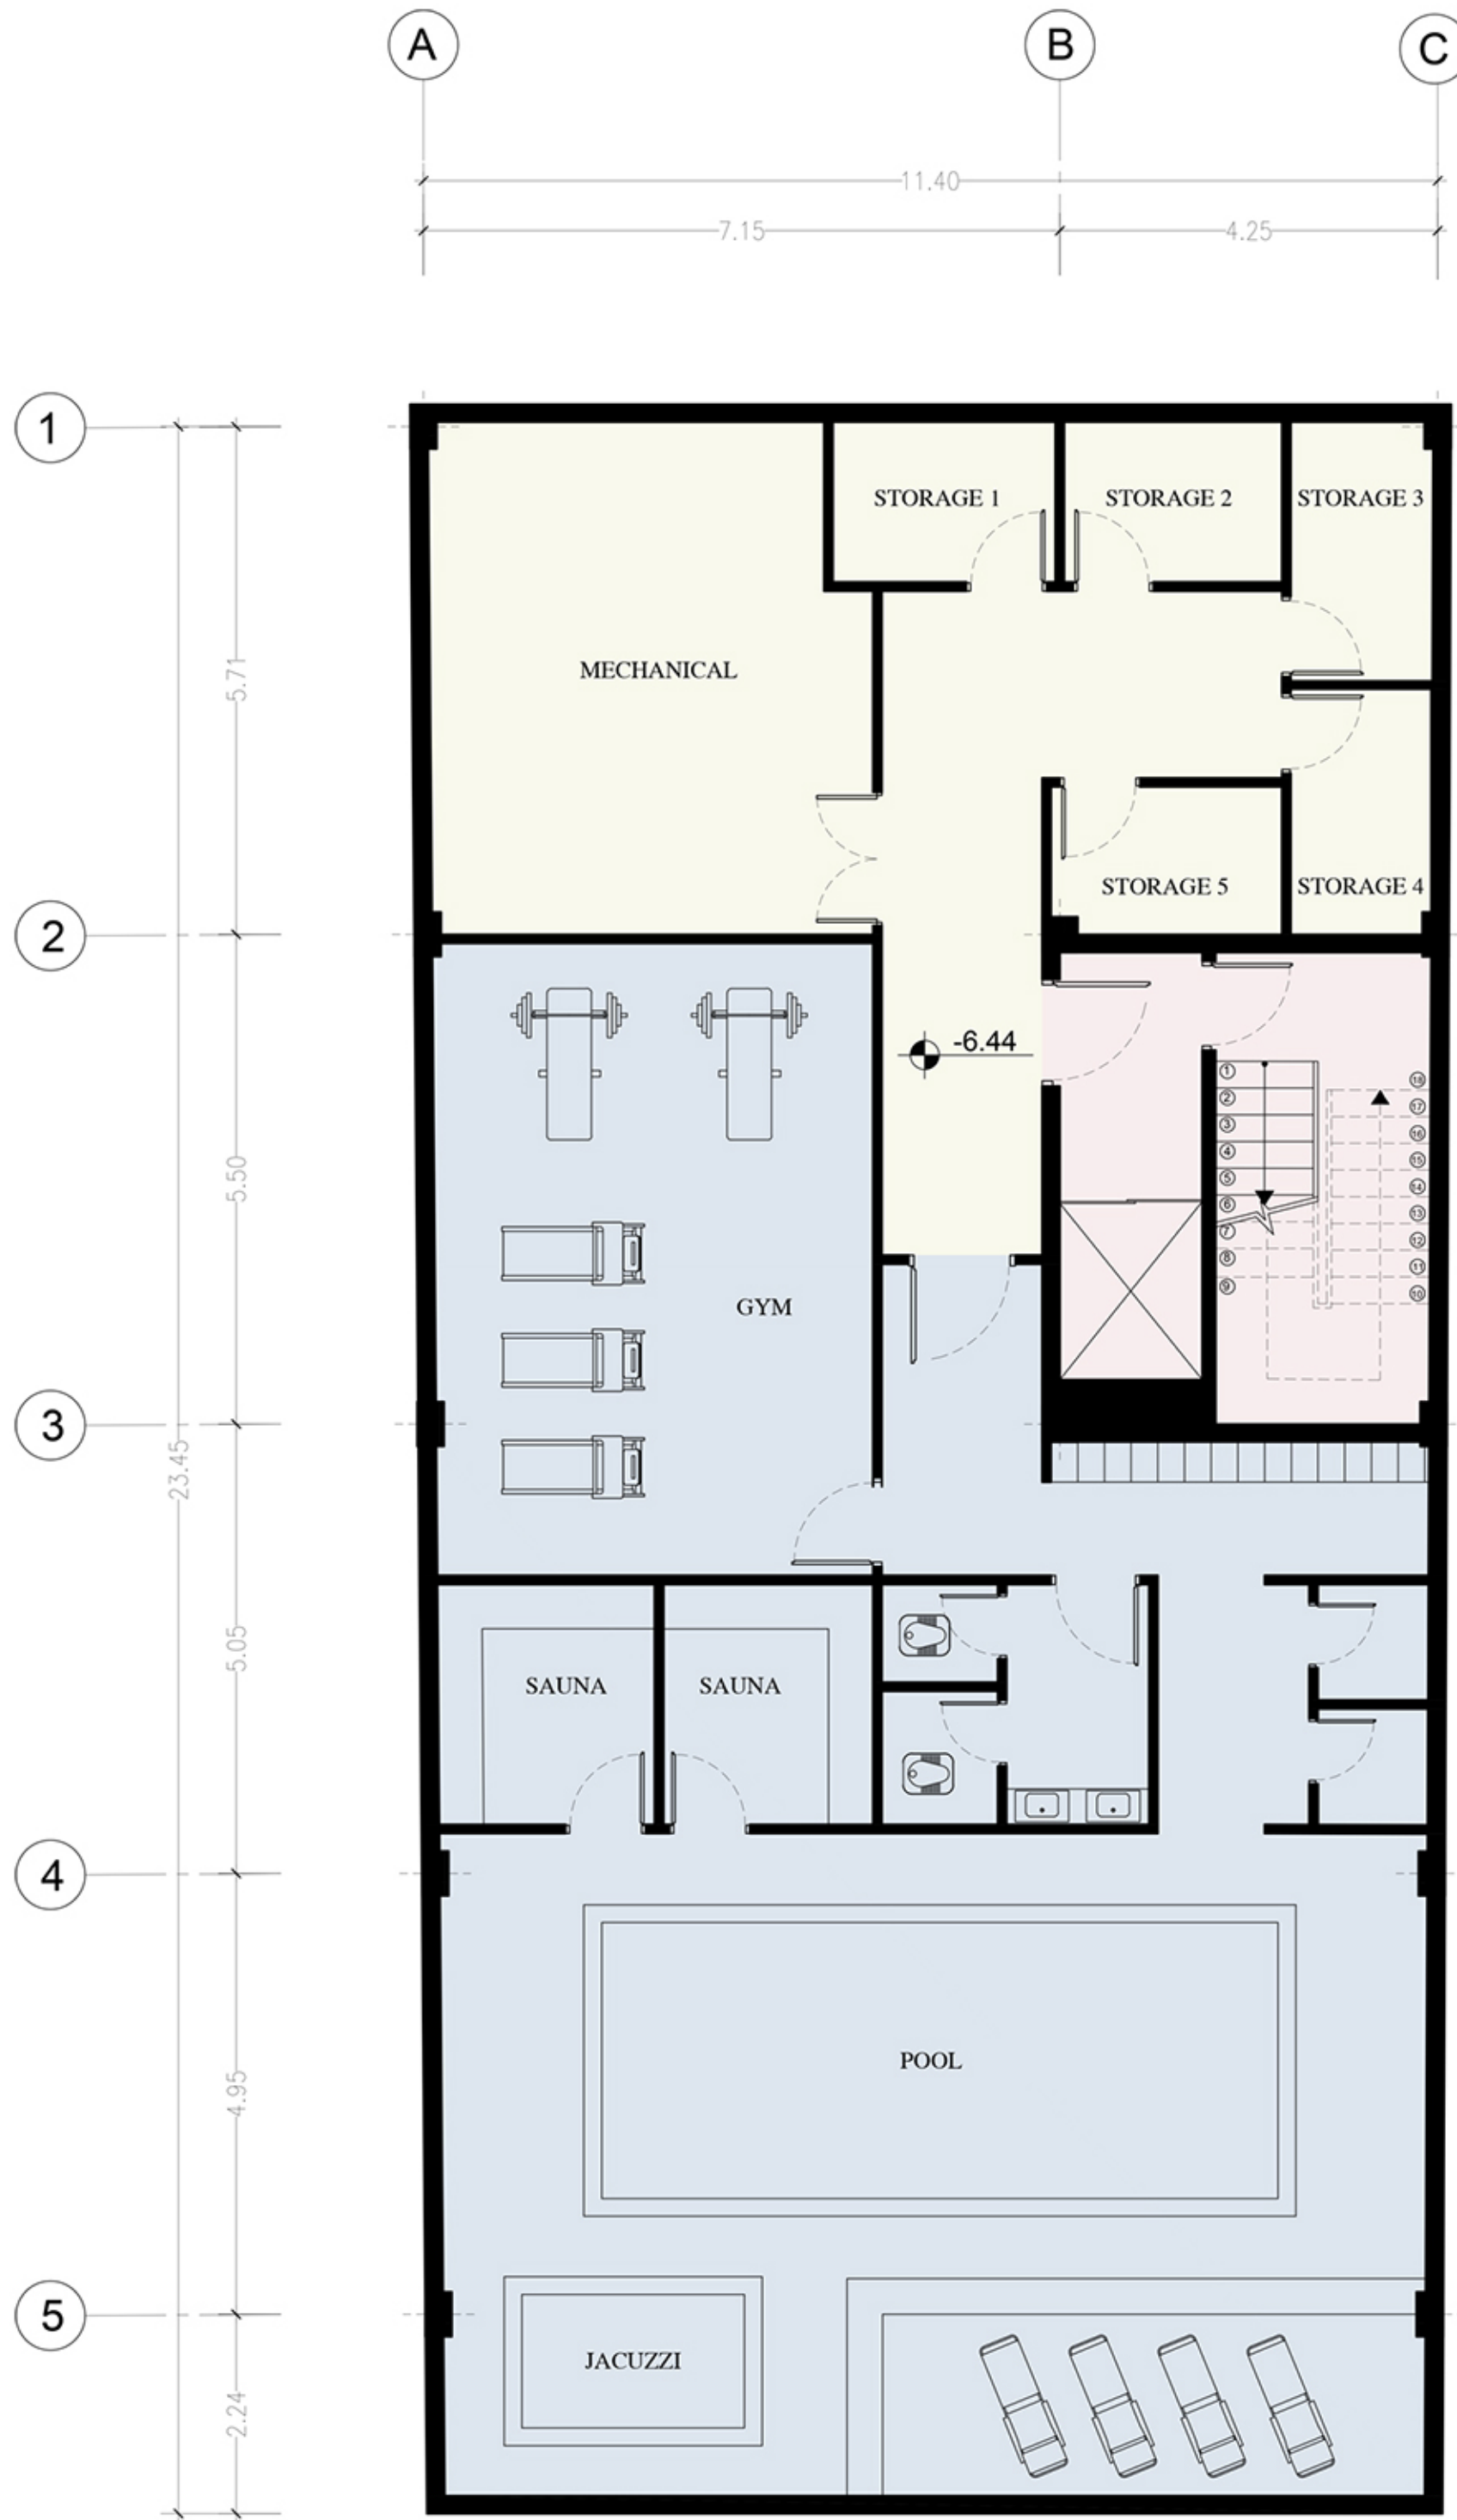 A B C
11.40
7.15 4.25
1
STORAGE 1 STORAGE 2 STORAGE 3
5.71
MECHANICAL
STORAGE 5 STORAGE 4
2
-6.44
1 18
2 17
3 16
4 15
5 14
6 13
7 12
8 11
9 10
5.50
GYM
3
23.45
5.05
SAUNA SAUNA
4
POOL
4.95
5
JACUZZI
2.24